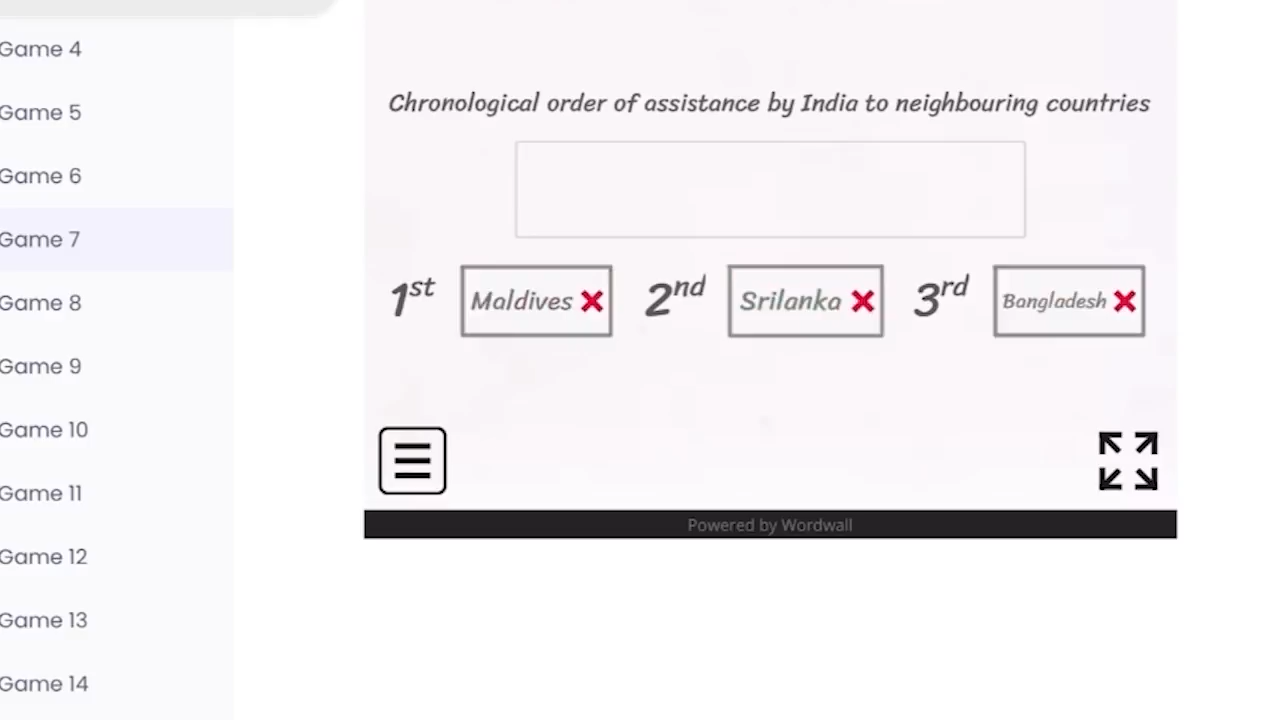 Game 4
Game 5
Game 6
Game 7
Game 8
Game 9
Game 10
Game 11
Game 12
Game 13
Game 14
Chronological order of assistance by India to neighbouring countries
1st Maldives 2nd Srilanka 3rd Bangladesh
Powered by Wordwall